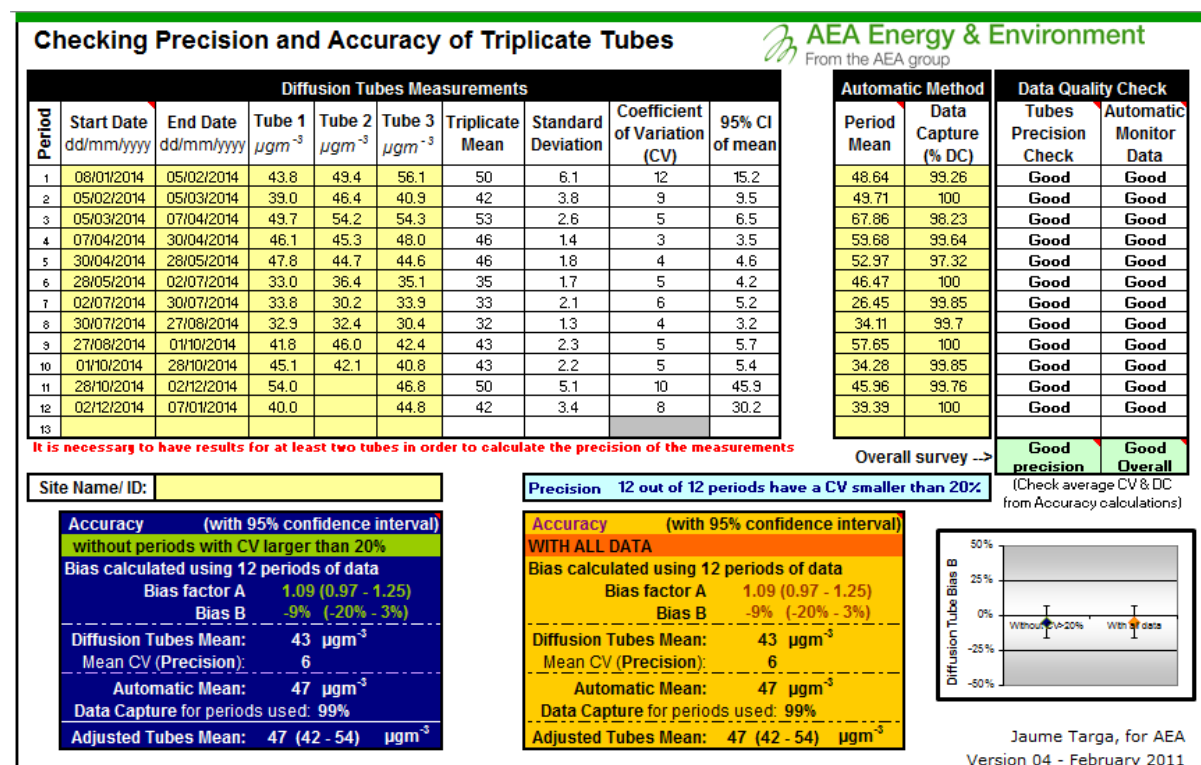 Checking Precision and Accuracy of Triplicate Tubes
AEA Energy & Environment
From the AEA group
Diffusion Tubes Measurements
Automatic Method
Data Quality Check
Period Start Date dd/mm/yyyy End Date dd/mm/yyyy Tube 1 µgm⁻³ Tube 2 µgm⁻³ Tube 3 µgm⁻³ Triplicate Mean Standard Deviation Coefficient of Variation (CV) 95% CI of mean Period Mean Data Capture (% DC) Tubes Precision Check Automatic Monitor Data
1 08/01/2014 05/02/2014 43.8 49.4 56.1 50 6.1 12 15.2 48.64 99.26 Good Good
2 05/02/2014 05/03/2014 39.0 46.4 40.9 42 3.8 9 9.5 49.71 100 Good Good
3 05/03/2014 07/04/2014 49.7 54.2 54.3 53 2.6 5 6.5 67.86 98.23 Good Good
4 07/04/2014 30/04/2014 46.1 45.3 48.0 46 1.4 3 3.5 59.68 99.64 Good Good
5 30/04/2014 28/05/2014 47.8 44.7 44.6 46 1.8 4 4.6 52.97 97.32 Good Good
6 28/05/2014 02/07/2014 33.0 36.4 35.1 35 1.7 5 4.2 46.47 100 Good Good
7 02/07/2014 30/07/2014 33.8 30.2 33.9 33 2.1 6 5.2 26.45 99.85 Good Good
8 30/07/2014 27/08/2014 32.9 32.4 30.4 32 1.3 4 3.2 34.11 99.7 Good Good
9 27/08/2014 01/10/2014 41.8 46.0 42.4 43 2.3 5 5.7 57.65 100 Good Good
10 01/10/2014 28/10/2014 45.1 42.1 40.8 43 2.2 5 5.4 34.28 99.85 Good Good
11 28/10/2014 02/12/2014 54.0 46.8 50 5.1 10 45.9 45.96 99.76 Good Good
12 02/12/2014 07/01/2014 40.0 44.8 42 3.4 8 30.2 39.39 100 Good Good
13
It is necessary to have results for at least two tubes in order to calculate the precision of the measurements
Overall survey --> Good precision Good Overall
Site Name/ ID:
Precision 12 out of 12 periods have a CV smaller than 20%
(Check average CV & DC from Accuracy calculations)
Accuracy (with 95% confidence interval)
without periods with CV larger than 20%
Bias calculated using 12 periods of data
Bias factor A 1.09 (0.97 - 1.25)
Bias B -9% (-20% - 3%)
Diffusion Tubes Mean: 43 µgm⁻³
Mean CV (Precision): 6
Automatic Mean: 47 µgm⁻³
Data Capture for periods used: 99%
Adjusted Tubes Mean: 47 (42 - 54) µgm⁻³
Accuracy (with 95% confidence interval)
WITH ALL DATA
Bias calculated using 12 periods of data
Bias factor A 1.09 (0.97 - 1.25)
Bias B -9% (-20% - 3%)
Diffusion Tubes Mean: 43 µgm⁻³
Mean CV (Precision): 6
Automatic Mean: 47 µgm⁻³
Data Capture for periods used: 99%
Adjusted Tubes Mean: 47 (42 - 54) µgm⁻³
Diffusion Tube Bias B
50%
25%
0%
-25%
-50%
Without CV>20%
With all data
Jaume Targa, for AEA
Version 04 - February 2011